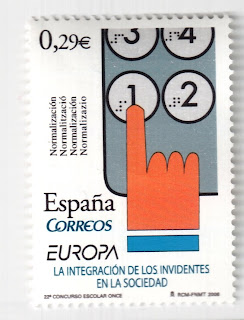 0,29€
3 4
1 2
Normalización
Normalització
Normalización
Normalizazio
España
CORREOS
EUROPA
LA INTEGRACIÓN DE LOS INVIDENTES
EN LA SOCIEDAD
22º CONCURSO ESCOLAR ONCE
RCM-FNMT 2006